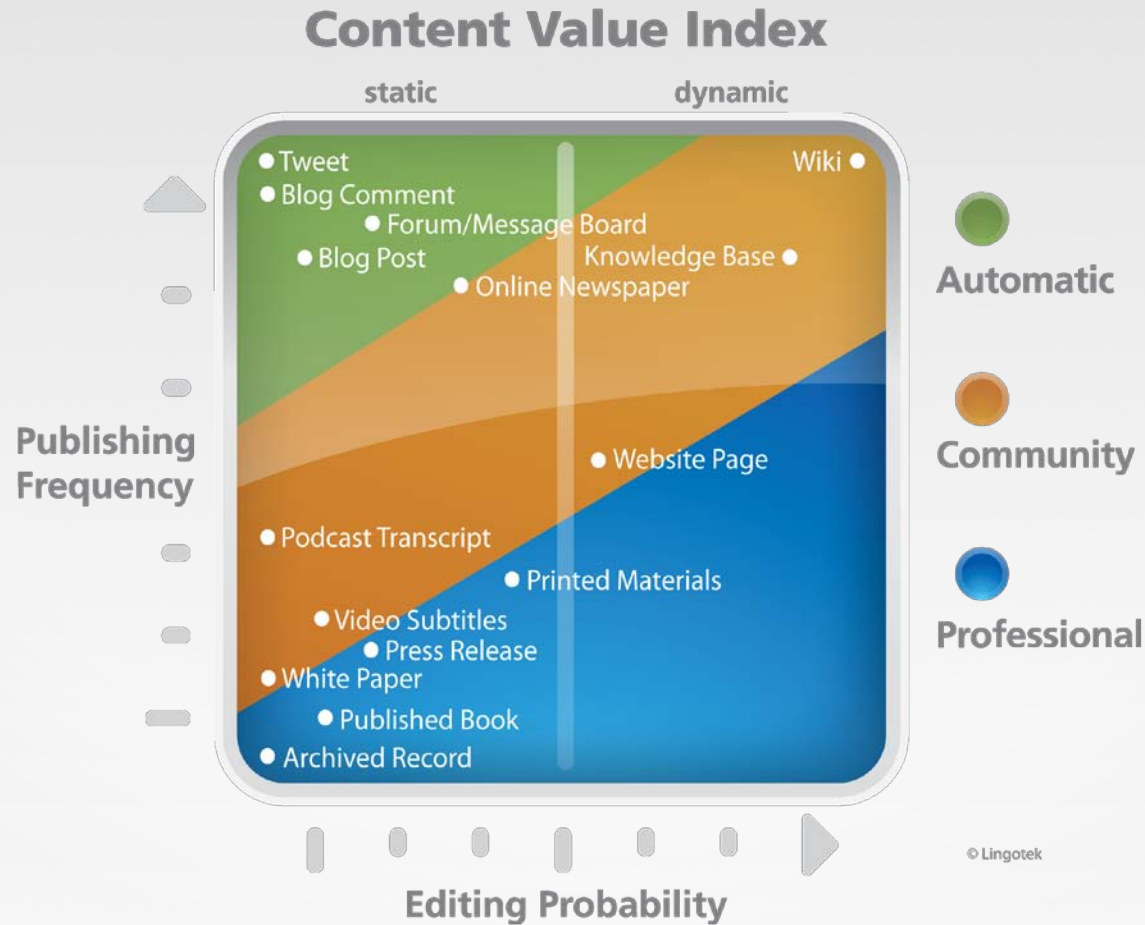 Content Value Index
static
dynamic
Tweet
Wiki
Blog Comment
Forum/Message Board
Blog Post
Knowledge Base
Online Newspaper
Automatic
Publishing
Frequency
Website Page
Community
Podcast Transcript
Printed Materials
Video Subtitles
Professional
Press Release
White Paper
Published Book
Archived Record
© Lingotek
Editing Probability